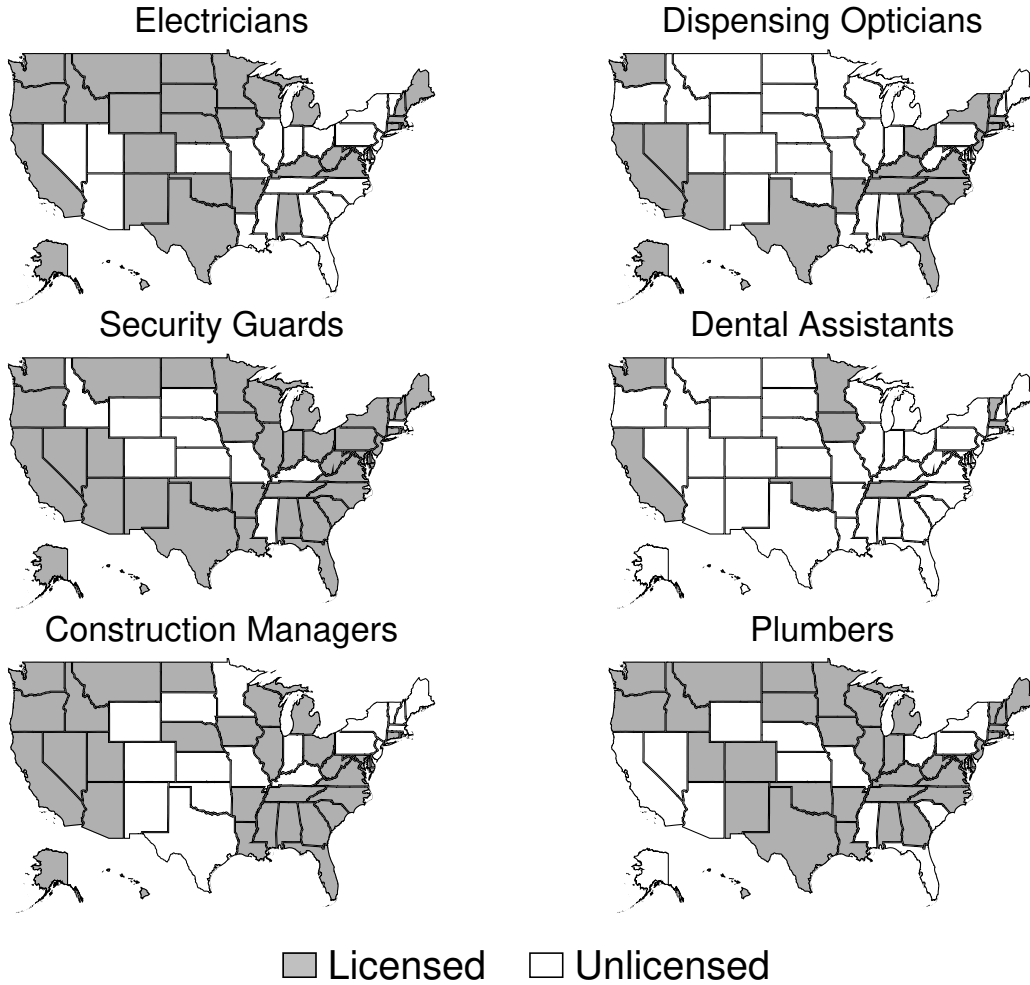 Electricians
Dispensing Opticians
Security Guards
Dental Assistants
Construction Managers
Plumbers
Licensed Unlicensed